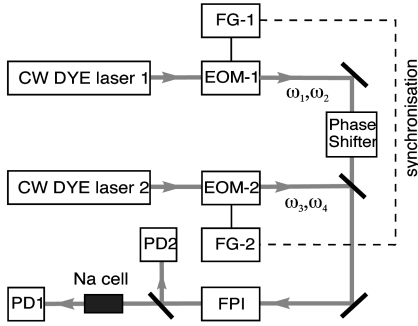 FG-1
CW DYE laser 1
EOM-1
ω1,ω2
Phase
Shifter
synchronisation
CW DYE laser 2
EOM-2
ω3,ω4
PD2
FG-2
Na cell
PD1
FPI